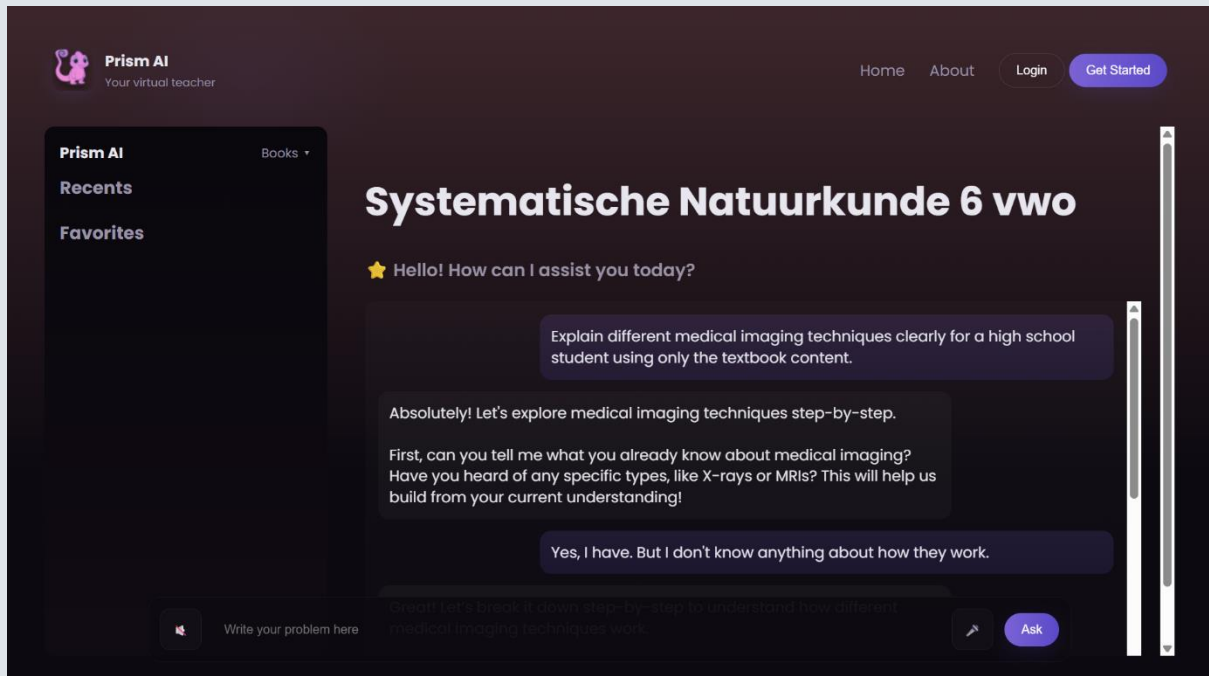 Prism AI
Your virtual teacher
Home About Login Get Started
Prism AI Books
Recents
Favorites
Systematische Natuurkunde 6 vwo
Hello! How can I assist you today?
Explain different medical imaging techniques clearly for a high school
student using only the textbook content.
Absolutely! Let's explore medical imaging techniques step-by-step.
First, can you tell me what you already know about medical imaging?
Have you heard of any specific types, like X-rays or MRIs? This will help us
build from your current understanding!
Yes, I have. But I don't know anything about how they work.
Great! Let's break it down step-by-step to understand how different
medical imaging techniques work.
Write your problem here
Ask